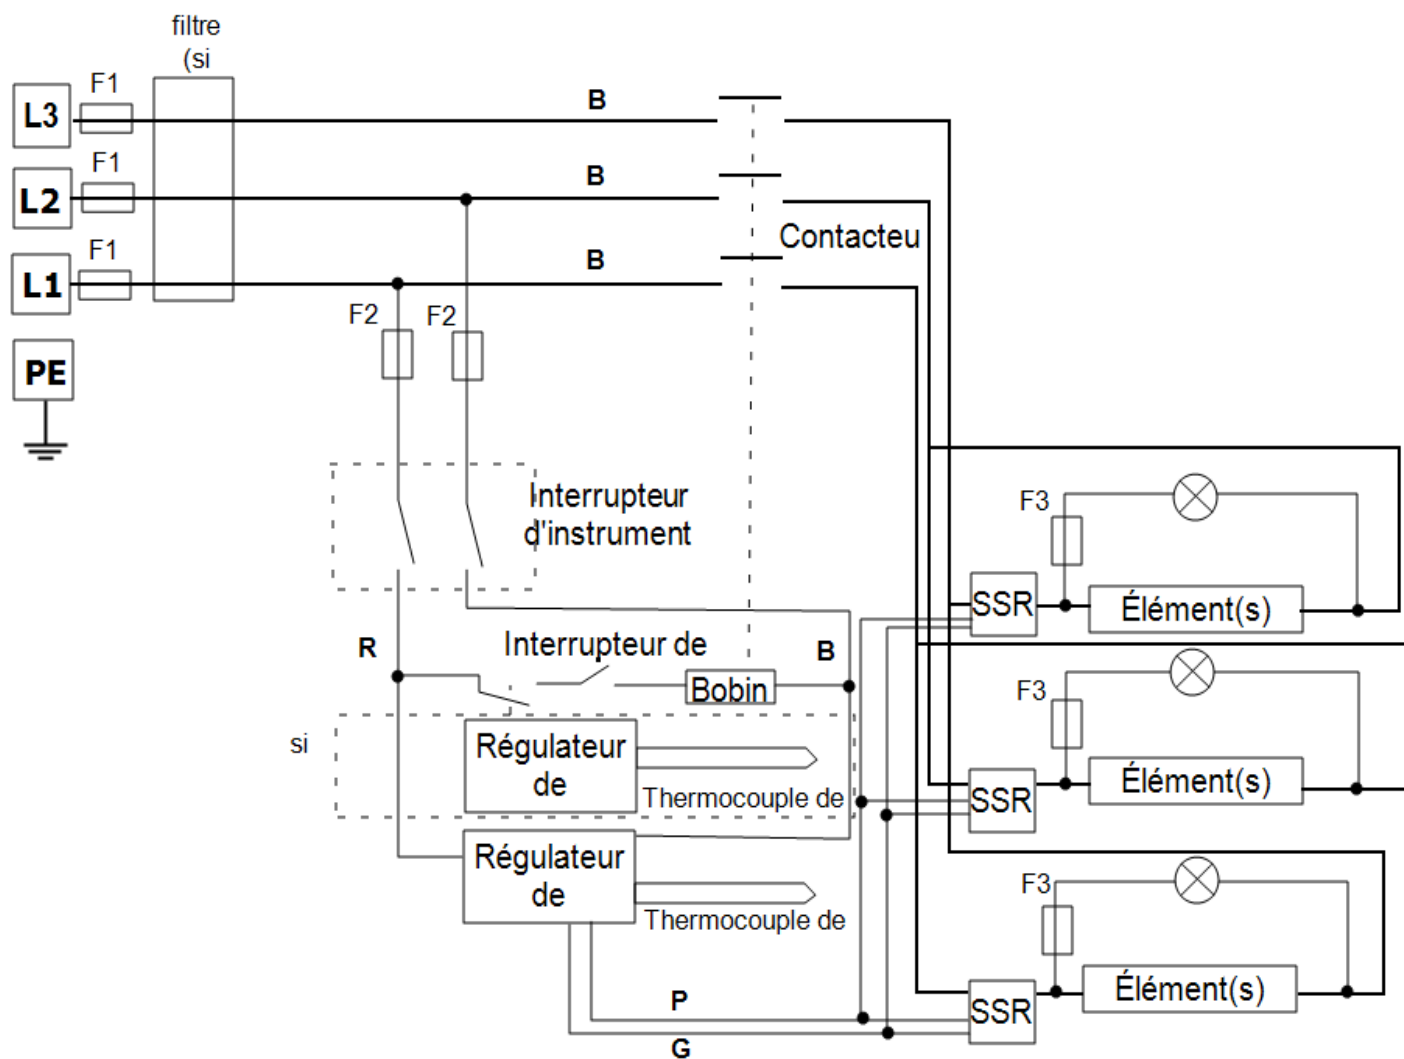 filtre
(si
F1
L3
B
F1
L2
B
F1
L1
B
Contacteu
F2
F2
PE
Interrupteur
d'instrument
F3
SSR
Élément(s)
R
Interrupteur de
B
Bobin
F3
si
Régulateur
de
Thermocouple de
SSR
Élément(s)
Régulateur
de
Thermocouple de
F3
SSR
Élément(s)
P
G